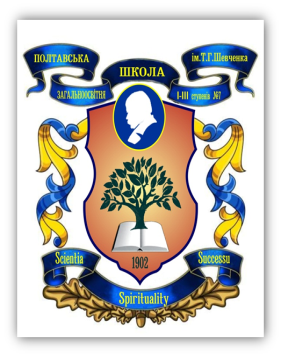 ПОЛТАВСЬКА
ШКОЛА
ім.Т.Г.Шевченка
ЗАГАЛЬНООСВІТНЯ
І-ІІІ ступенів №7
1902
Scientia
Successu
Spirituality